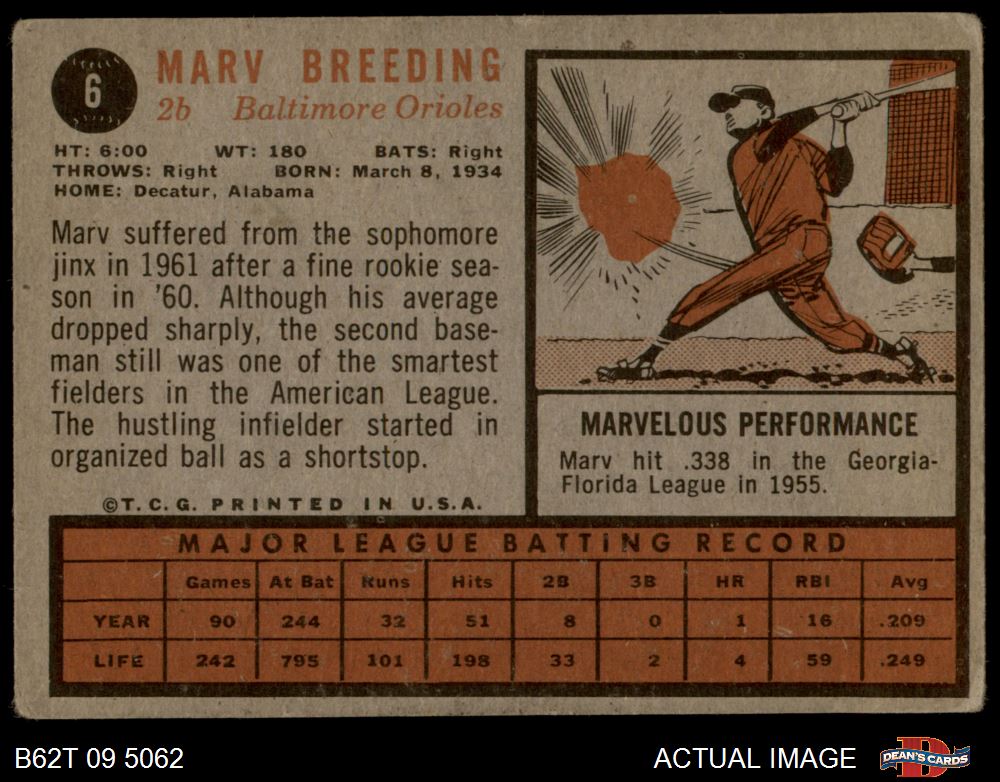 6
MARV BREEDING
2b Baltimore Orioles
HT: 6:00 WT: 180 BATS: Right
THROWS: Right BORN: March 8, 1934
HOME: Decatur, Alabama
Marv suffered from the sophomore
jinx in 1961 after a fine rookie sea-
son in '60. Although his average
dropped sharply, the second base-
man still was one of the smartest
fielders in the American League.
The hustling infielder started in
organized ball as a shortstop.
©T.C.G. PRINTED IN U.S.A.
MARVELOUS PERFORMANCE
Marv hit .338 in the Georgia-
Florida League in 1955.
MAJOR LEAGUE BATTING RECORD
Games At Bat Runs Hits 2B 3B HR RBI Avg
YEAR 90 244 32 51 8 0 1 16 .209
LIFE 242 795 101 198 33 2 4 59 .249
B62T 09 5062
ACTUAL IMAGE
D
DEAN'S CARDS